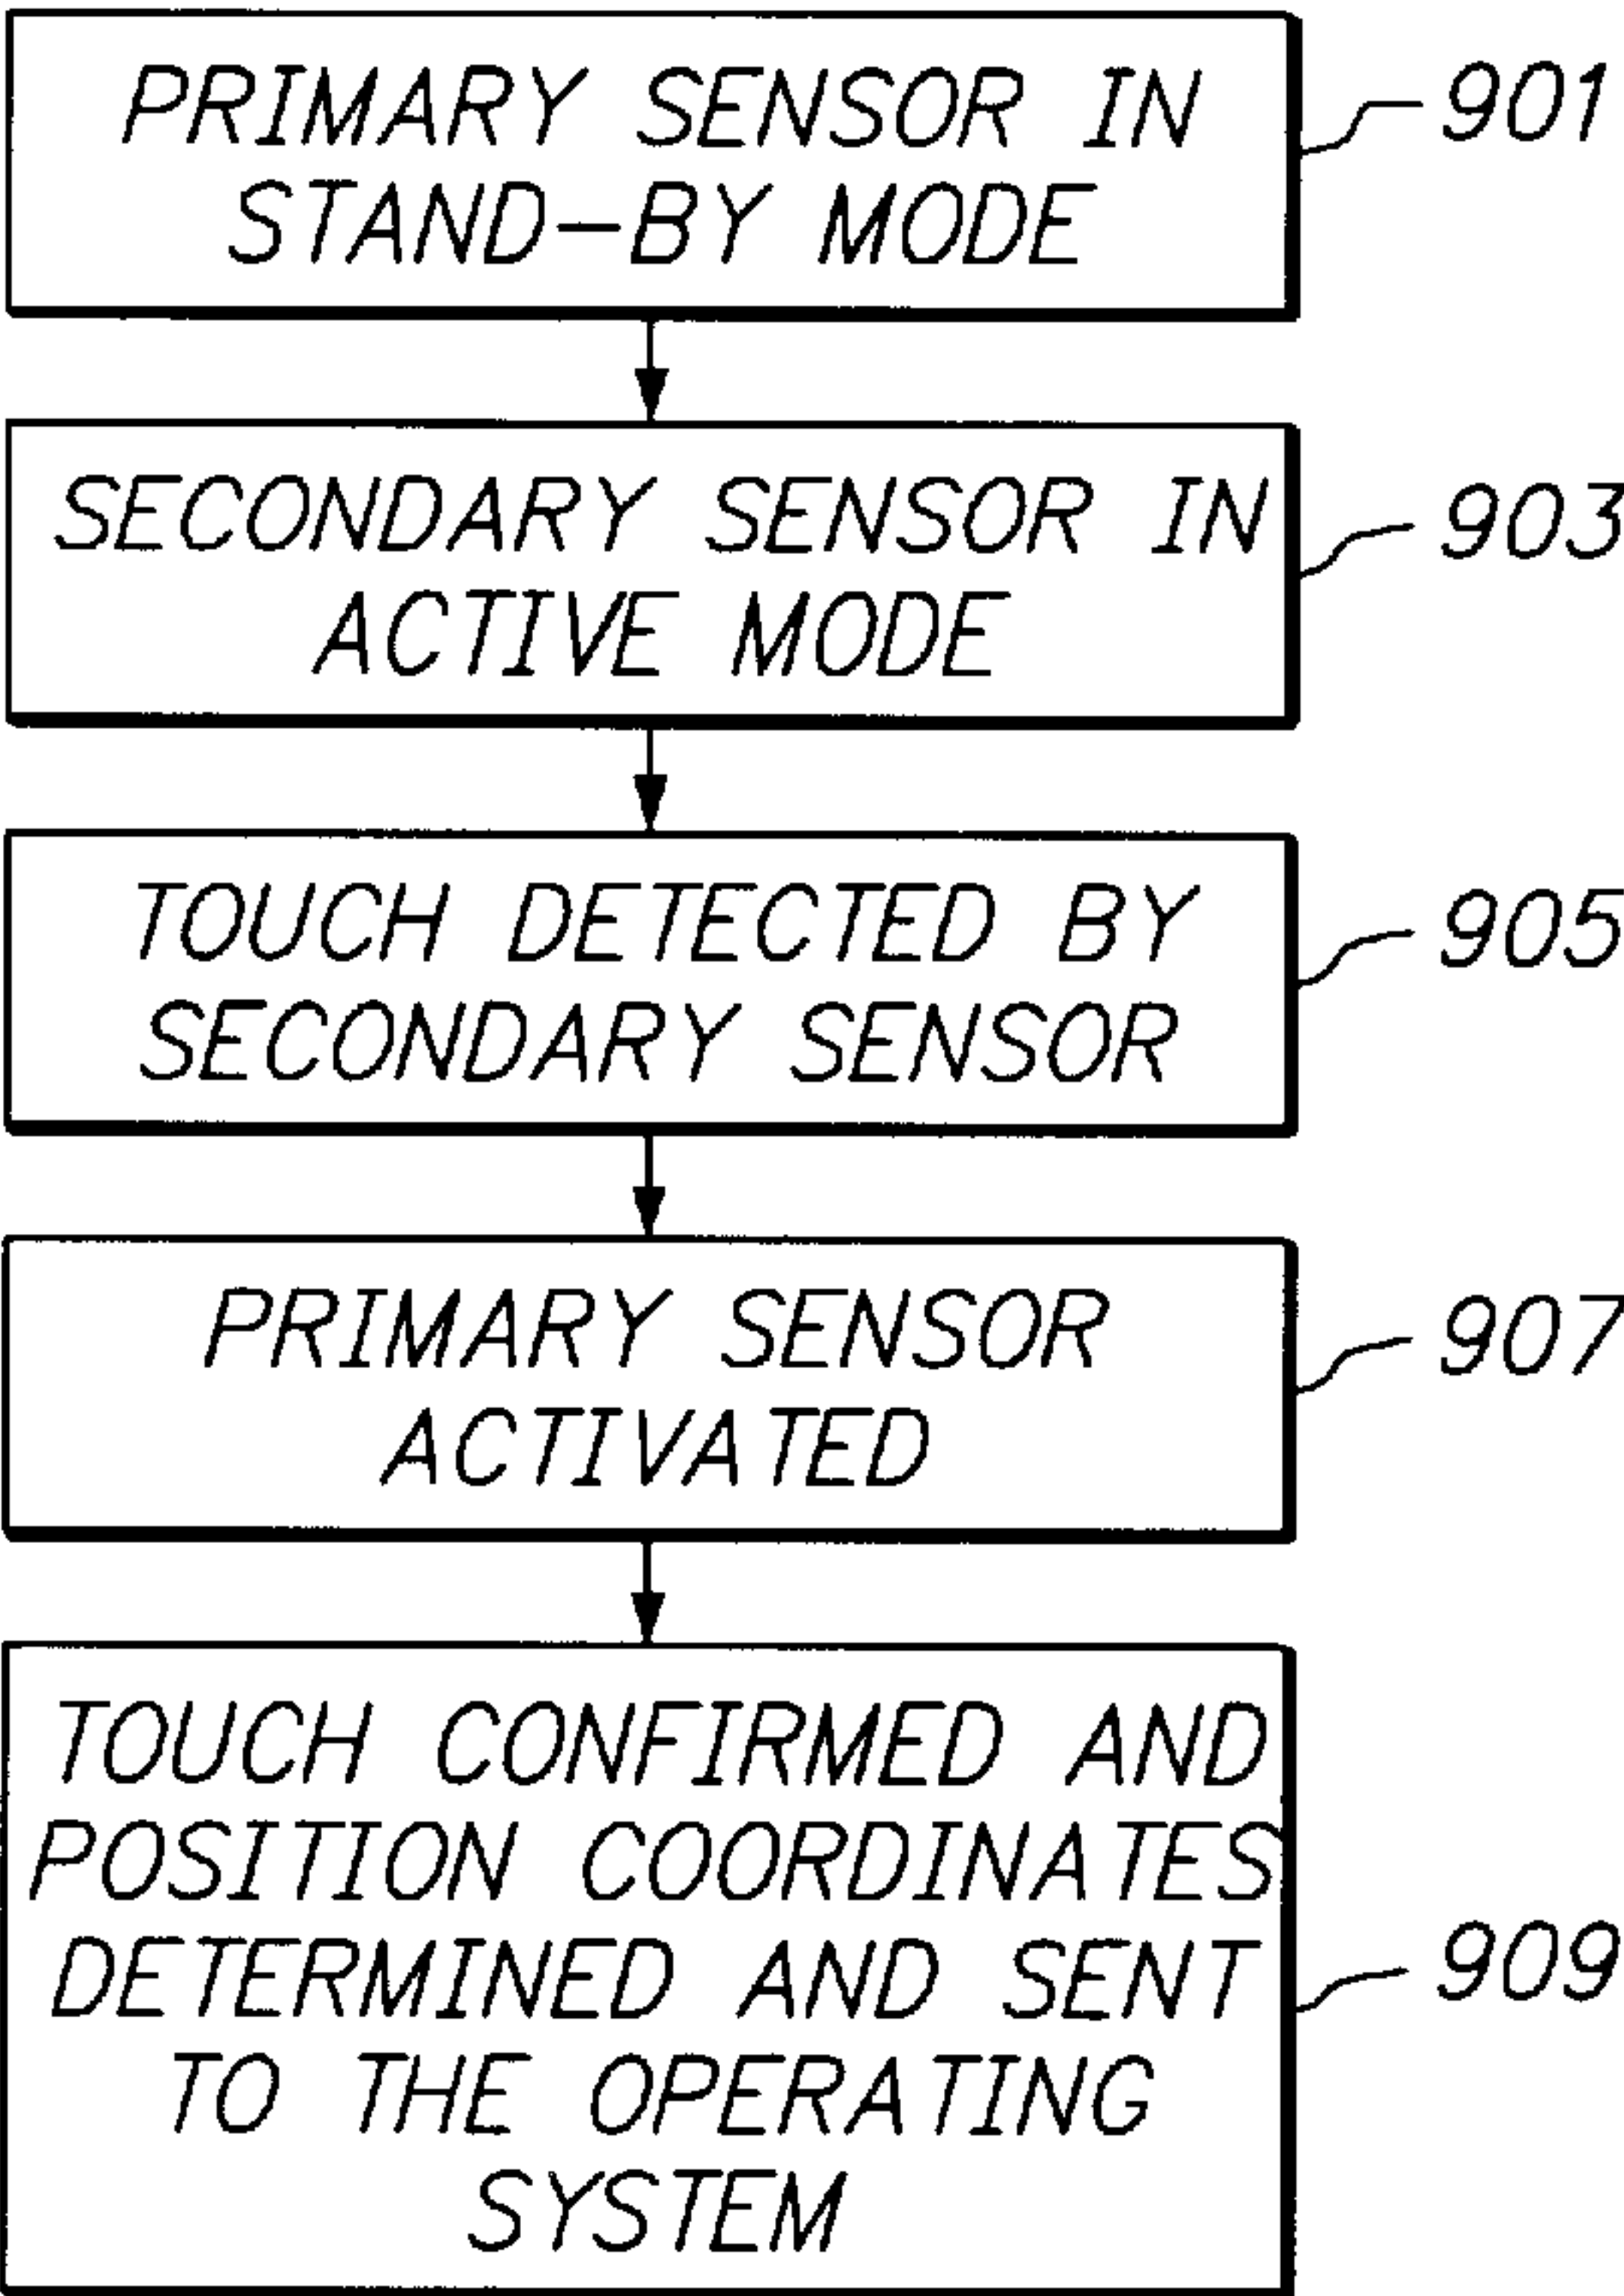 PRIMARY SENSOR IN
STAND-BY MODE
901
SECONDARY SENSOR IN
ACTIVE MODE
903
TOUCH DETECTED BY
SECONDARY SENSOR
905
PRIMARY SENSOR
ACTIVATED
907
TOUCH CONFIRMED AND
POSITION COORDINATES
DETERMINED AND SENT
TO THE OPERATING
SYSTEM
909